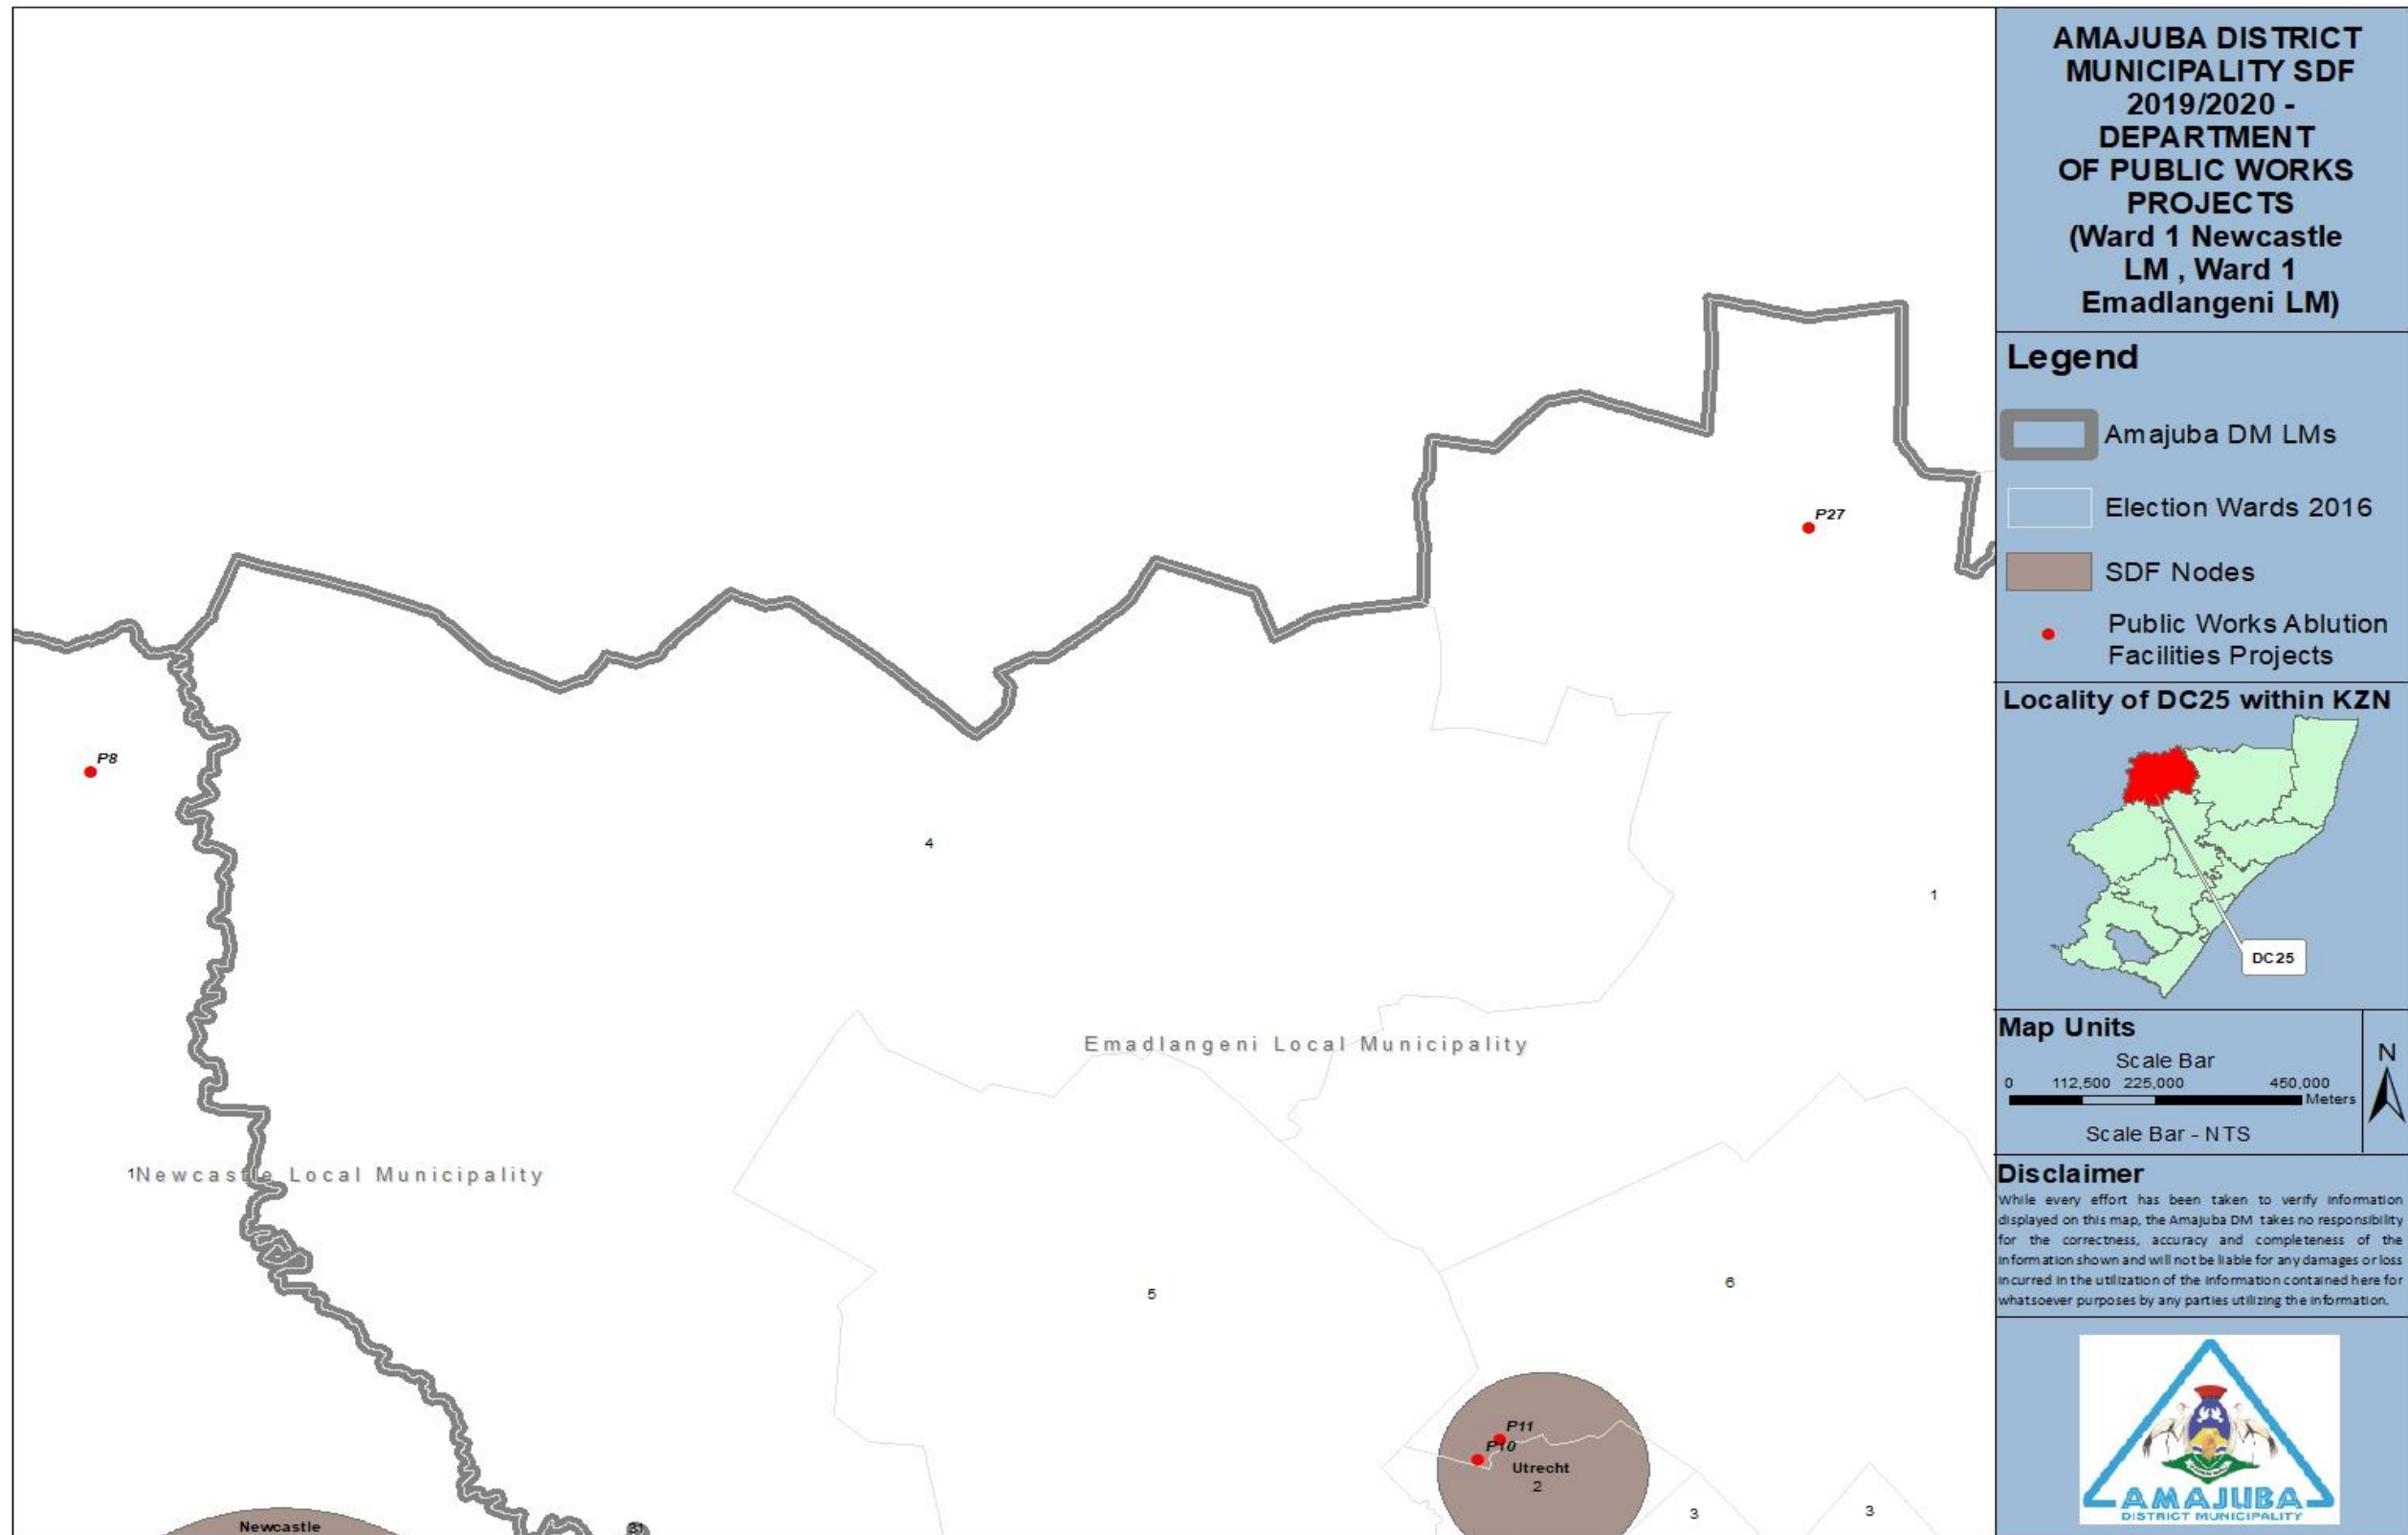 AMAJUBA DISTRICT
MUNICIPALITY SDF
2019/2020 -
DEPARTMENT
OF PUBLIC WORKS
PROJECTS
(Ward 1 Newcastle
LM , Ward 1
Emadlangeni LM)
Legend
Amajuba DM LMs
Election Wards 2016
SDF Nodes
Public Works Ablution
Facilities Projects
Locality of DC25 within KZN
DC25
Map Units
N
Scale Bar
0 112,500 225,000 450,000
Meters
Scale Bar - NTS
Disclaimer
While every effort has been taken to verify information
displayed on this map, the Amajuba DM takes no responsibility
for the correctness, accuracy and completeness of the
information shown and will not be liable for any damages or loss
incurred in the utilization of the information contained here for
whatsoever purposes by any parties utilizing the information.
AMAJUBA
DISTRICT MUNICIPALITY
P27
P8
4
1
Emadlangeni Local Municipality
1
Newcastle Local Municipality
5
6
P11
P10
Utrecht
2
3
3
Newcastle
31